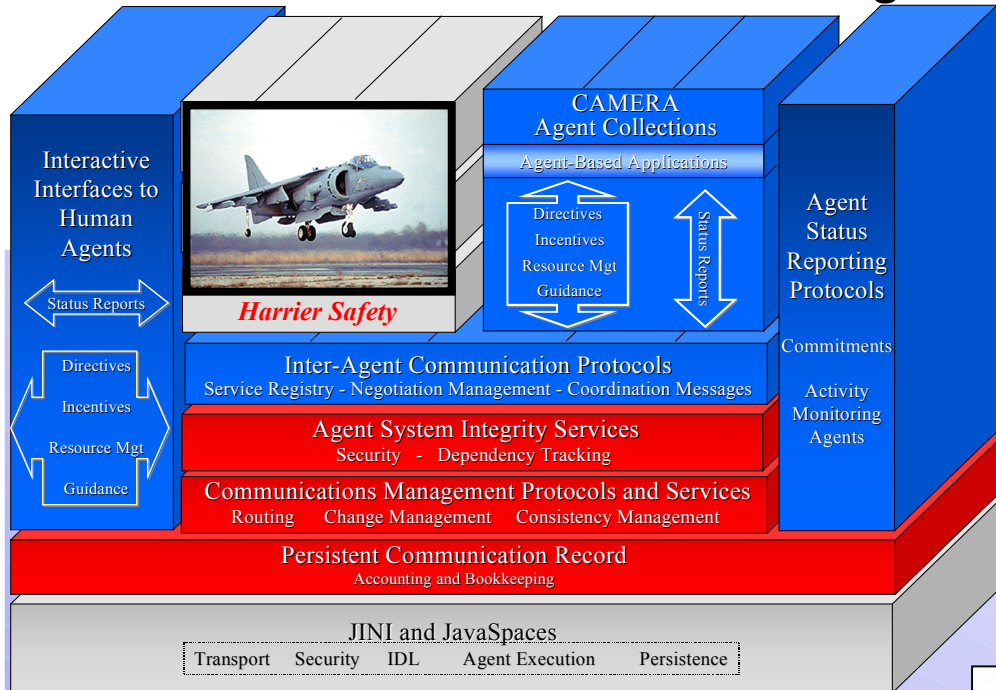 Interactive
Interfaces to
Human
Agents
Status Reports
Directives
Incentives
Resource Mgt
Guidance
Harrier Safety
CAMERA
Agent Collections
Agent-Based Applications
Directives
Incentives
Resource Mgt
Guidance
Status Reports
Agent
Status
Reporting
Protocols
Commitments
Activity
Monitoring
Agents
Inter-Agent Communication Protocols
Service Registry - Negotiation Management - Coordination Messages
Agent System Integrity Services
Security - Dependency Tracking
Communications Management Protocols and Services
Routing Change Management Consistency Management
Persistent Communication Record
Accounting and Bookkeeping
JINI and JavaSpaces
Transport Security IDL Agent Execution Persistence